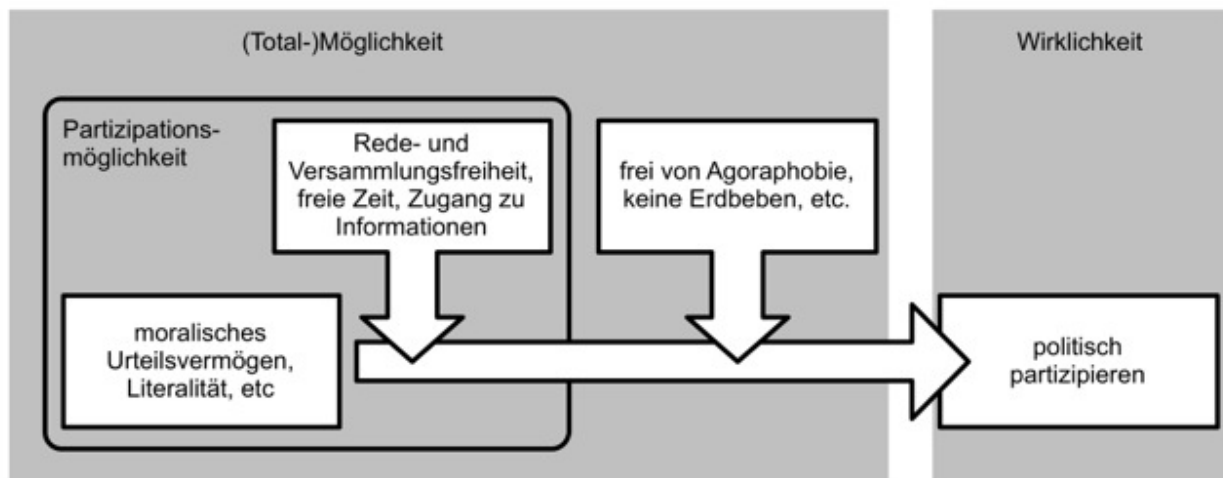 (Total-)Möglichkeit
Wirklichkeit
Partizipations-
möglichkeit
Rede- und
Versammlungsfreiheit,
freie Zeit, Zugang zu
Informationen
frei von Agoraphobie,
keine Erdbeben, etc.
moralisches
Urteilsvermögen,
Literalität, etc
politisch
partizipieren